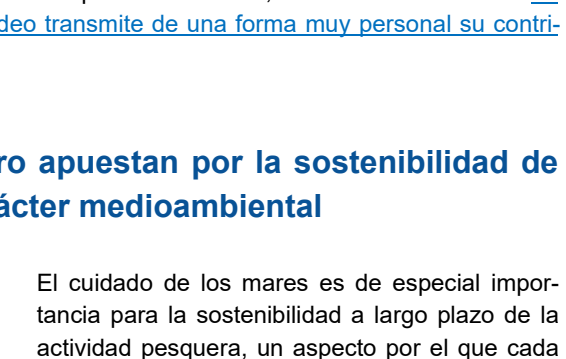 deo transmite de una forma muy personal su contri-
ro apuestan por la sostenibilidad de
ácter medioambiental
El cuidado de los mares es de especial impor-
tancia para la sostenibilidad a largo plazo de la
actividad pesquera, un aspecto por el que cada